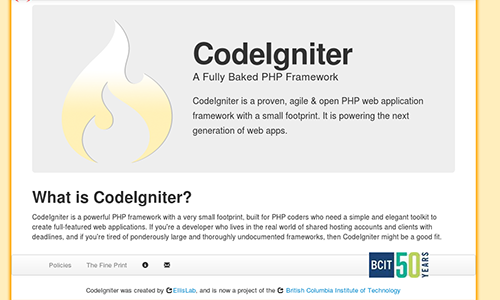 CodeIgniter
A Fully Baked PHP Framework
CodeIgniter is a proven, agile & open PHP web application
framework with a small footprint. It is powering the next
generation of web apps.
What is CodeIgniter?
CodeIgniter is a powerful PHP framework with a very small footprint, built for PHP coders who need a simple and elegant toolkit to
create full-featured web applications. If you're a developer who lives in the real world of shared hosting accounts and clients with
deadlines, and if you're tired of ponderously large and thoroughly undocumented frameworks, then CodeIgniter might be a good fit.
Policies The Fine Print
BCIT 50 YEARS
CodeIgniter was created by EllisLab, and is now a project of the British Columbia Institute of Technology